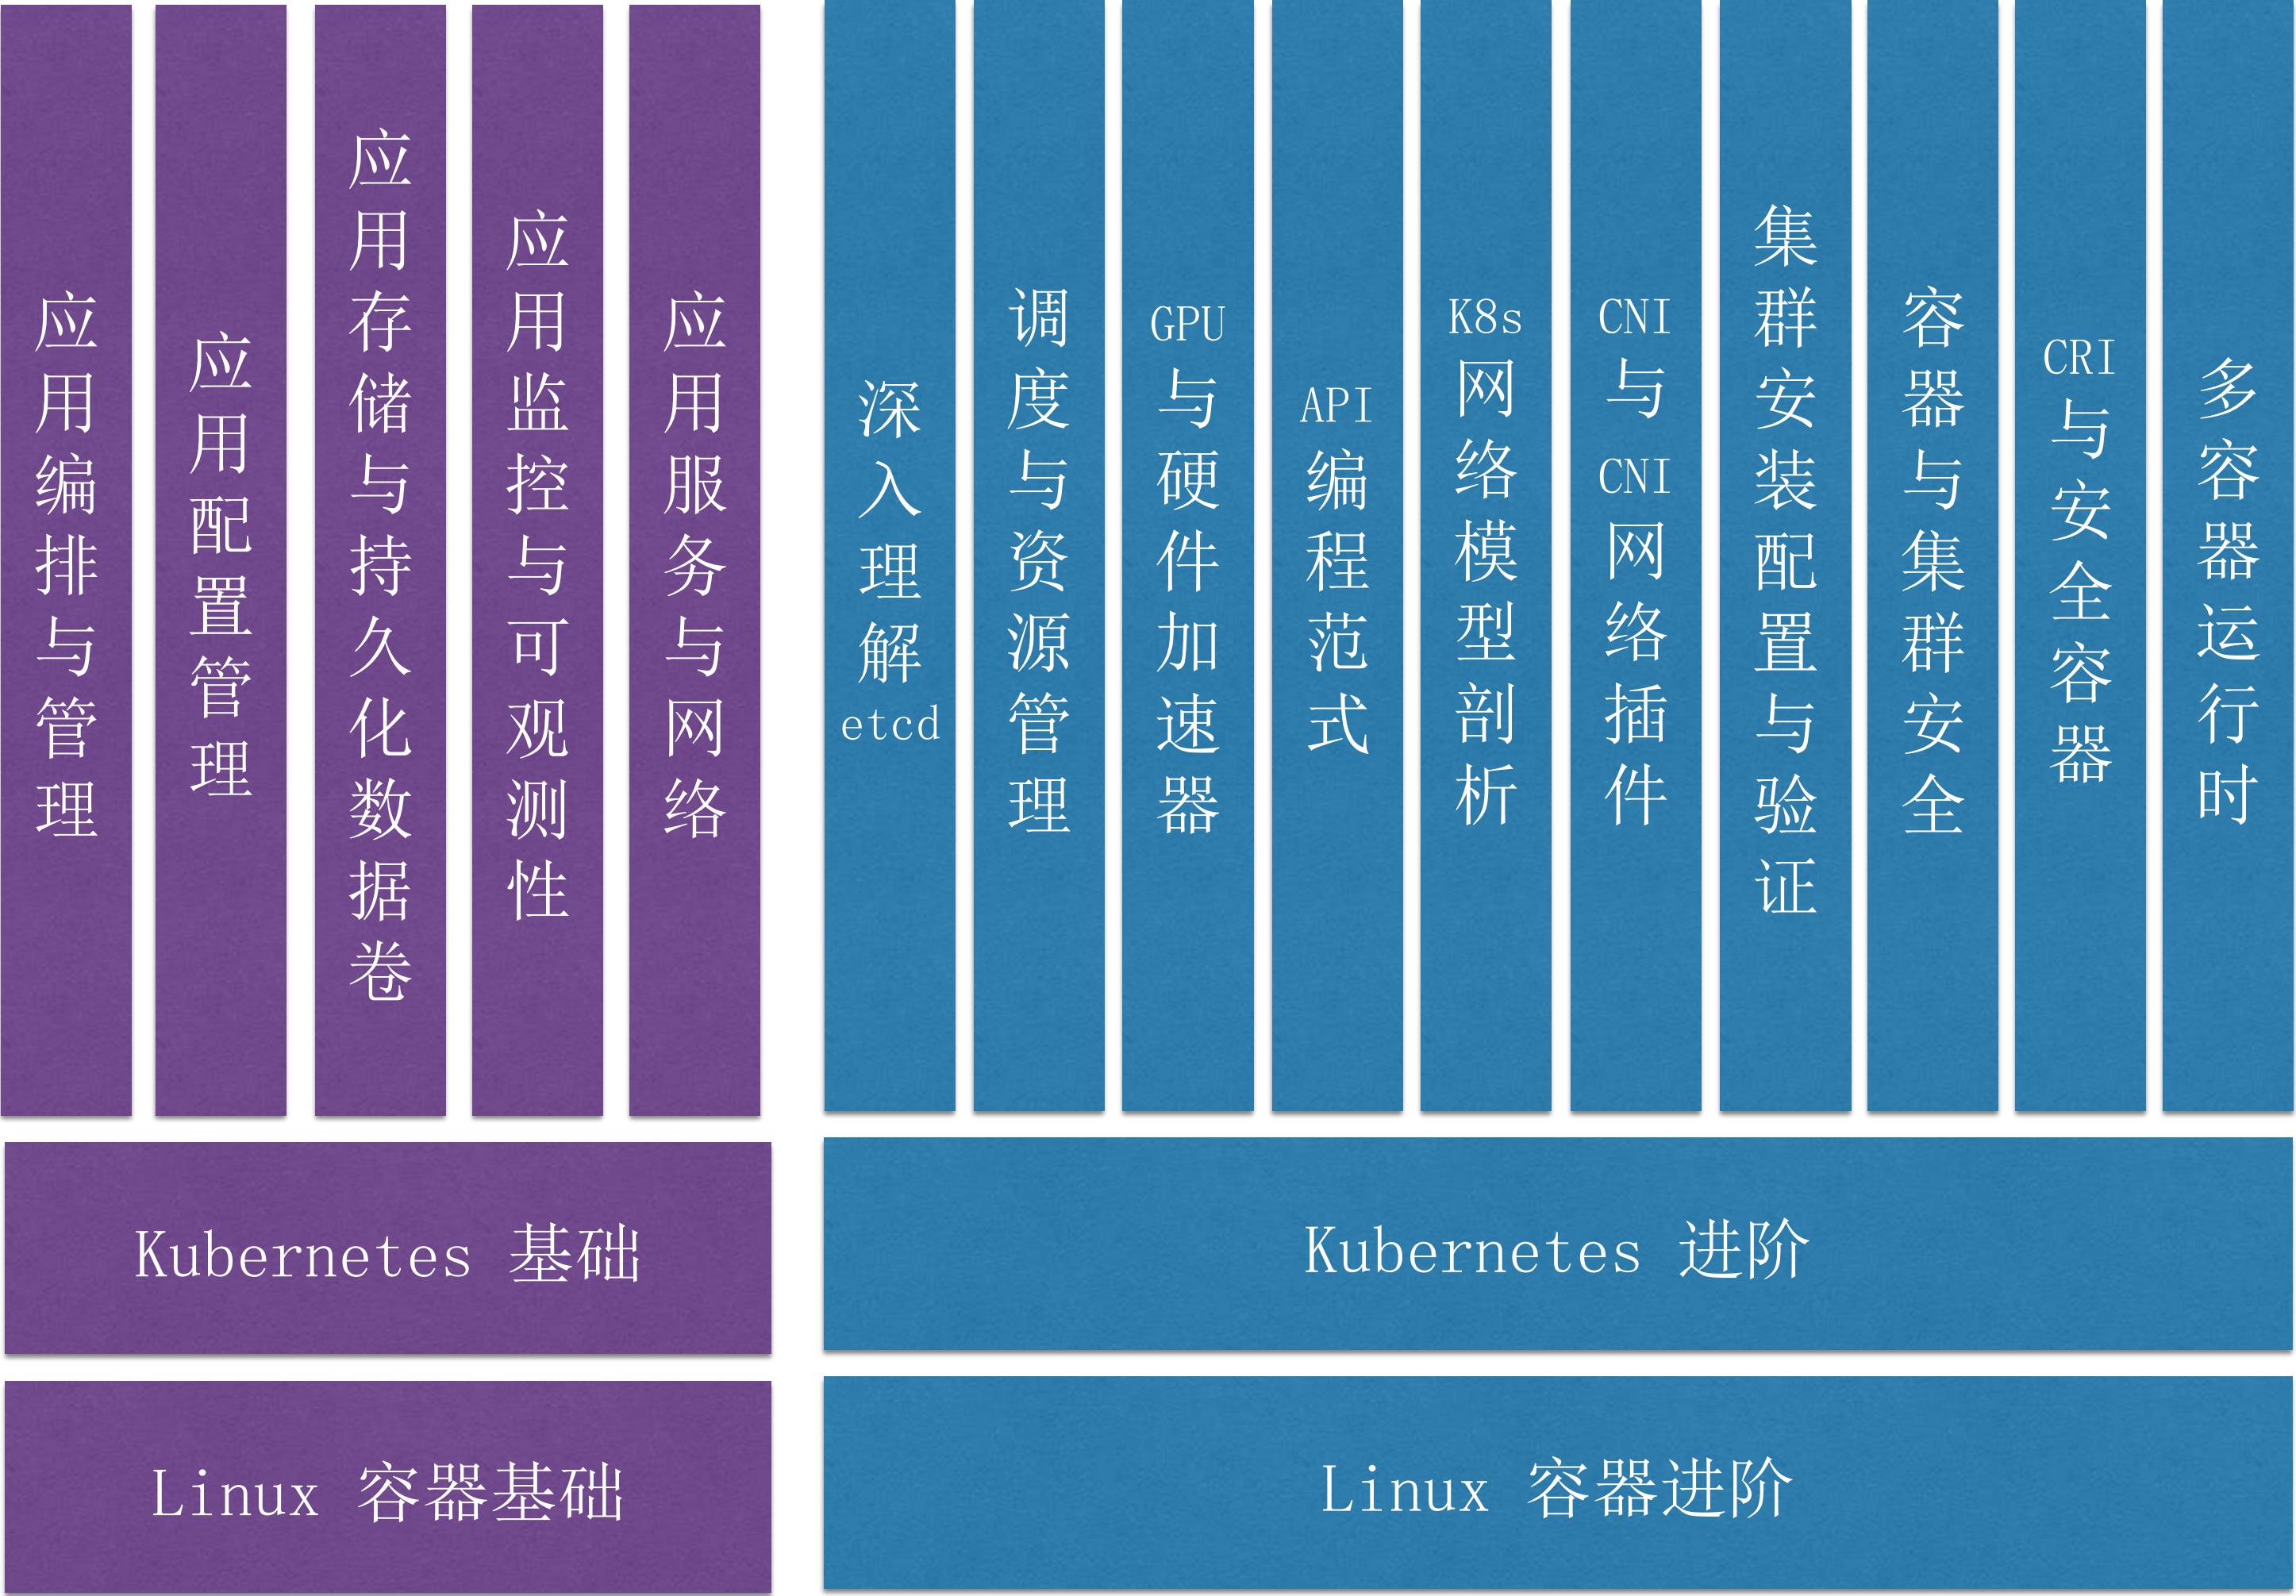 应用编排与管理
应用配置管理
应用存储与持久化数据卷
应用监控与可观测性
应用服务与网络
深入理解etcd
调度与资源管理
GPU与硬件加速器
API编程范式
K8s网络模型剖析
CNI与CNI网络插件
集群安装配置与验证
容器与集群安全
CRI与安全容器
多容器运行时
Kubernetes 基础
Kubernetes 进阶
Linux 容器基础
Linux 容器进阶